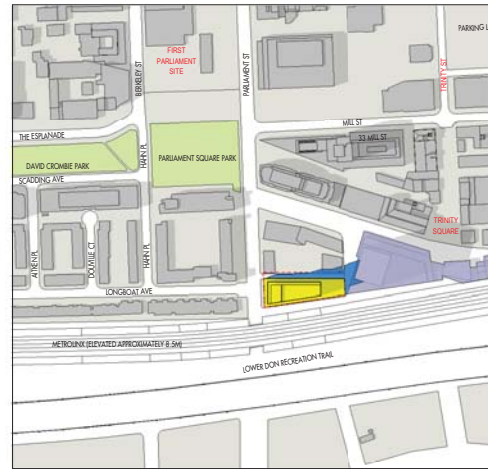 PARKING L
FIRST
PARLIAMENT
SITE
BERKELEY ST
PARLIAMENT ST
TRINITY ST
MILL ST
THE ESPLANADE
33 MILL ST
DAVID CROMBIE PARK
HAHN PL
PARLIAMENT SQUARE PARK
SCADDING AVE
TRINITY
SQUARE
AITKEN PL
DOUVILLE CT
HAHN PL
LONGBOAT AVE
METROLINX (ELEVATED APPROXIMATELY 8.5M)
LOWER DON RECREATION TRAIL